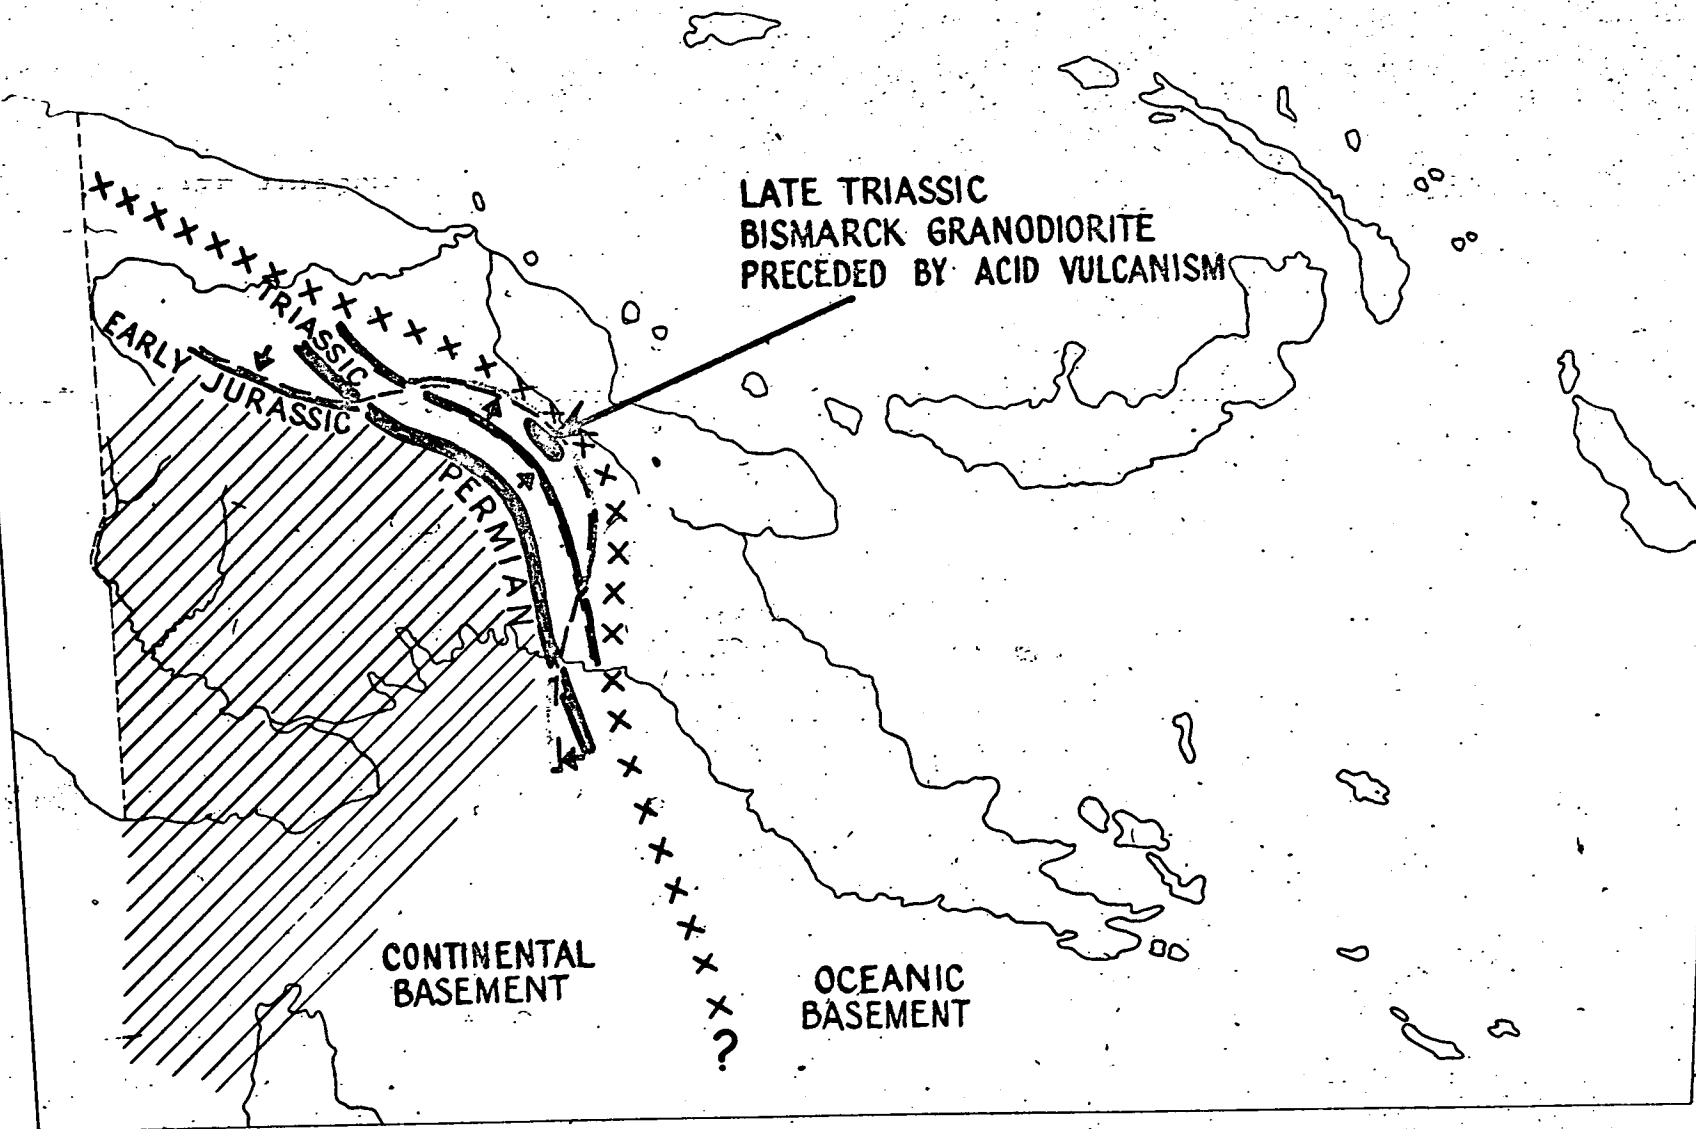 LATE TRIASSIC
BISMARCK GRANODIORITE
PRECEDED BY ACID VULCANISM
TRIASSIC
EARLY JURASSIC
PERMIAN
CONTINENTAL
BASEMENT
OCEANIC
BASEMENT
?